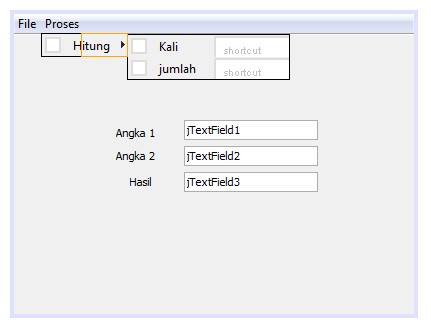 File Proses
Hitung
Kali shortcut
jumlah shortcut
Angka 1 jTextField1
Angka 2 jTextField2
Hasil jTextField3